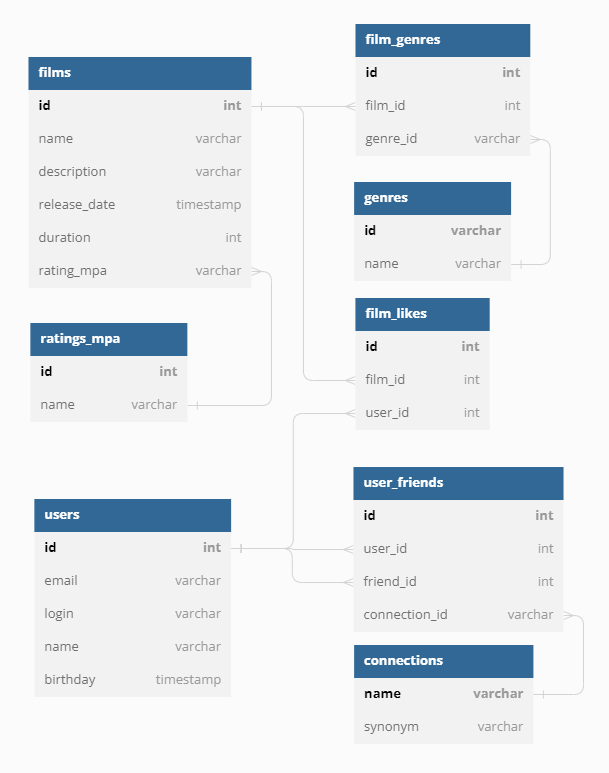 films
id int
name varchar
description varchar
release_date timestamp
duration int
rating_mpa varchar
ratings_mpa
id int
name varchar
users
id int
email varchar
login varchar
name varchar
birthday timestamp
film_genres
id int
film_id int
genre_id varchar
genres
id varchar
name varchar
film_likes
id int
film_id int
user_id int
user_friends
id int
user_id int
friend_id int
connection_id varchar
connections
name varchar
synonym varchar